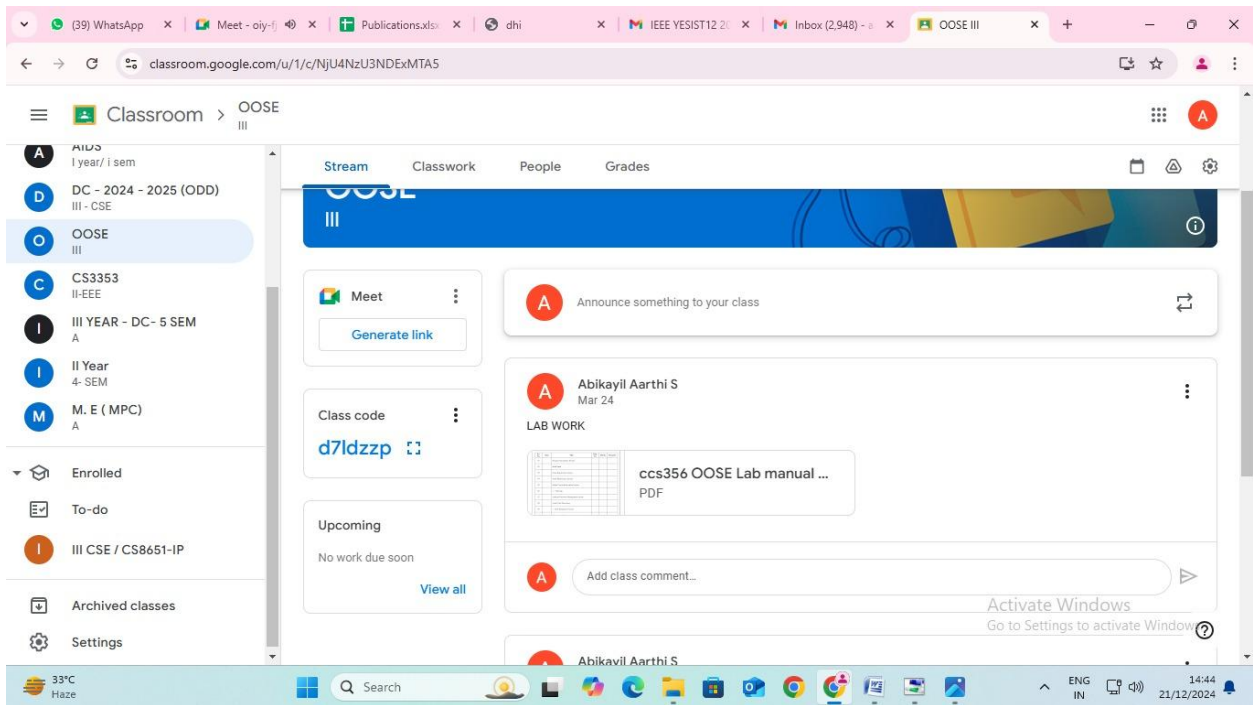 (39) WhatsApp
Meet - oiy-fj
Publications.xlsx
dhi
IEEE YESIST12 20
Inbox (2,948) - a
OOSE III
classroom.google.com/u/1/c/NjU4NzU3NDExMTA5
Classroom > OOSE
III
A
A AIDS
I year/ i sem
D DC - 2024 - 2025 (ODD)
III - CSE
O OOSE
III
C CS3353
II-EEE
I III YEAR - DC- 5 SEM
A
I II Year
4- SEM
M M. E ( MPC)
A
Enrolled
To-do
I III CSE / CS8651-IP
Archived classes
Settings
Stream Classwork People Grades
OOSE
III
Meet
Generate link
Class code
d7ldzzp
Upcoming
No work due soon
View all
A Announce something to your class
A Abikayil Aarthi S
Mar 24
LAB WORK
ccs356 OOSE Lab manual ...
PDF
A Add class comment...
Abikayil Aarthi S
Activate Windows
Go to Settings to activate Windows
33°C
Haze
Search
ENG
IN
14:44
21/12/2024